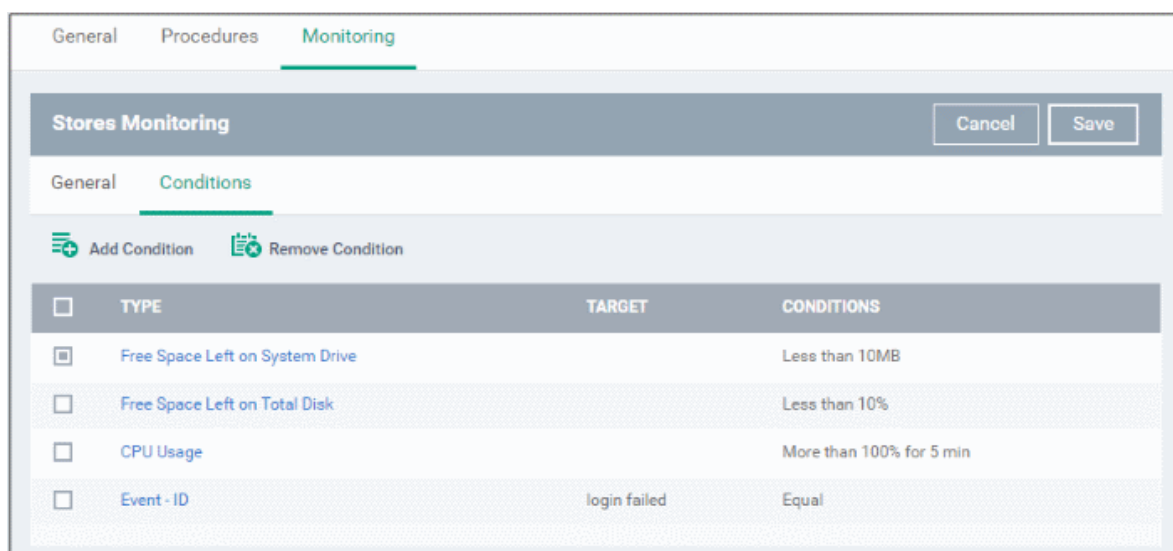 General Procedures Monitoring
Stores Monitoring Cancel Save
General Conditions
Add Condition Remove Condition
TYPE TARGET CONDITIONS
Free Space Left on System Drive Less than 10MB
Free Space Left on Total Disk Less than 10%
CPU Usage More than 100% for 5 min
Event - ID login failed Equal